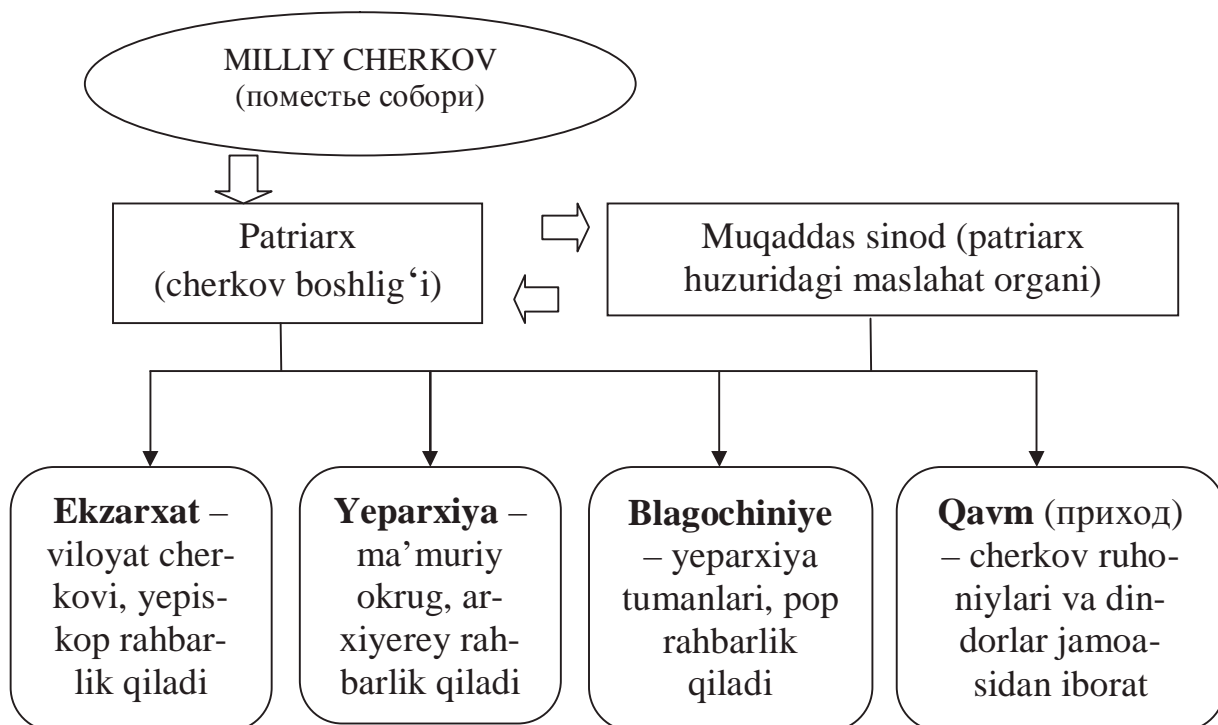 MILLIY CHERKOV
(поместье собори)
Patriarx
(cherkov boshlig‘i)
Muqaddas sinod (patriarx
huzuridagi maslahat organi)
Ekzarxat –
viloyat cher-
kovi, yepis-
kop rahbar-
lik qiladi
Yeparxiya –
ma’muriy
okrug, ar-
xiyerey rah-
barlik qiladi
Blagochiniye
– yeparxiya
tumanlari, pop
rahbarlik
qiladi
Qavm (приход)
– cherkov ruho-
niylari va din-
dorlar jamoa-
sidan iborat